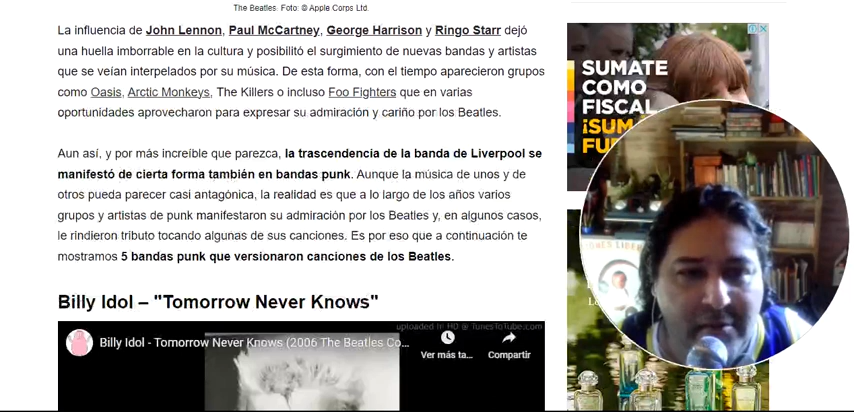 The Beatles. Foto: © Apple Corps Ltd.
La influencia de John Lennon, Paul McCartney, George Harrison y Ringo Starr dejó
una huella imborrable en la cultura y posibilitó el surgimiento de nuevas bandas y artistas
que se veían interpelados por su música. De esta forma, con el tiempo aparecieron grupos
como Oasis, Arctic Monkeys, The Killers o incluso Foo Fighters que en varias
oportunidades aprovecharon para expresar su admiración y cariño por los Beatles.
Aun así, y por más increíble que parezca, la trascendencia de la banda de Liverpool se
manifestó de cierta forma también en bandas punk. Aunque la música de unos y de
otros pueda parecer casi antagónica, la realidad es que a lo largo de los años varios
grupos y artistas de punk manifestaron su admiración por los Beatles y, en algunos casos,
le rindieron tributo tocando algunas de sus canciones. Es por eso que a continuación te
mostramos 5 bandas punk que versionaron canciones de los Beatles.
Billy Idol – "Tomorrow Never Knows"
uploaded in HD @ TunesToTube.com
Billy Idol - Tomorrow Never Knows (2006 The Beatles Co...
Ver más ta...
Compartir
SUMATE
COMO
FISCAL
¡SUM
FU